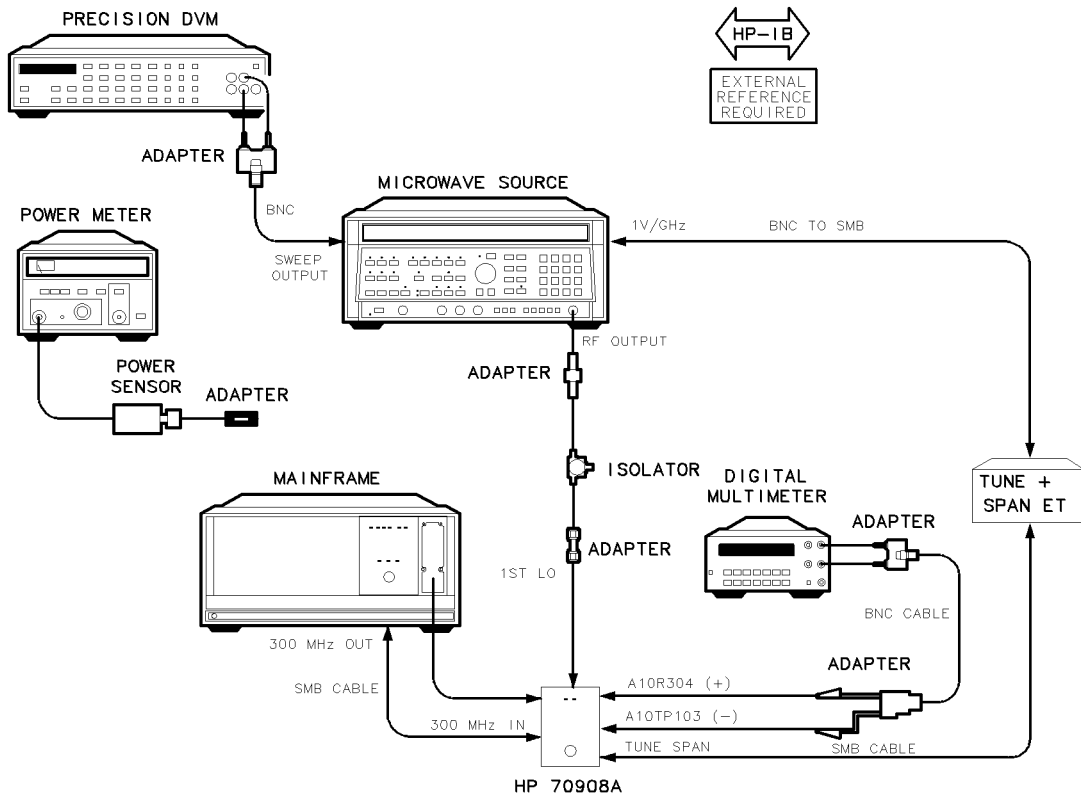 PRECISION DVM
HP-IB
EXTERNAL
REFERENCE
REQUIRED
ADAPTER
MICROWAVE SOURCE
POWER METER
BNC
1V/GHz
BNC TO SMB
SWEEP
OUTPUT
RF OUTPUT
POWER
SENSOR
ADAPTER
ADAPTER
MAINFRAME
ISOLATOR
DIGITAL
MULTIMETER
TUNE +
SPAN ET
ADAPTER
ADAPTER
1ST LO
BNC CABLE
300 MHz OUT
ADAPTER
SMB CABLE
A10R304 (+)
300 MHz IN
A10TP103 (-)
TUNE SPAN
SMB CABLE
HP 70908A